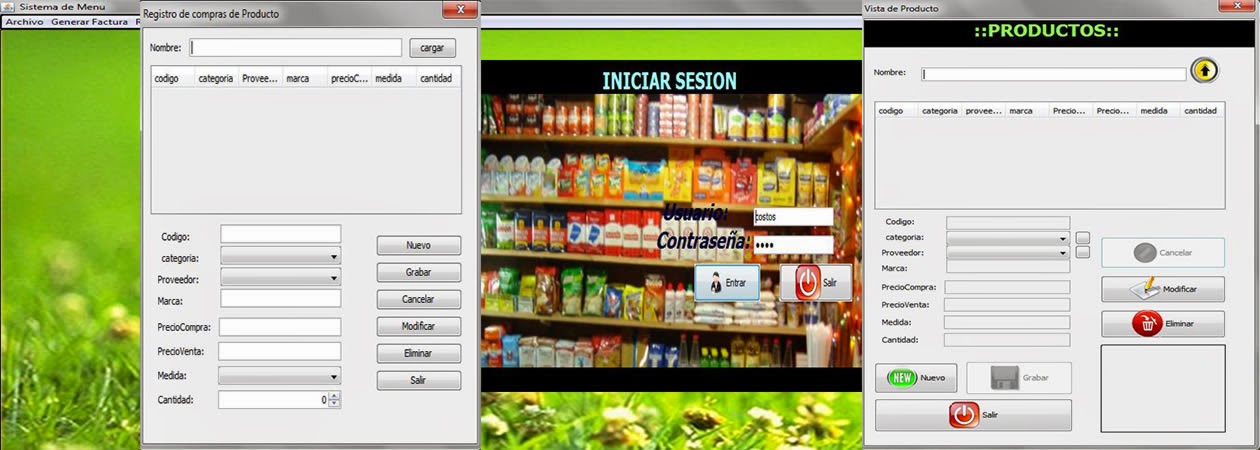 Sistema de Menu
Archivo Generar Factura R
Registro de compras de Producto
Nombre:
cargar
codigo categoria Provee... marca precioC... medida cantidad
Codigo:
categoria:
Proveedor:
Marca:
PrecioCompra:
PrecioVenta:
Medida:
Cantidad:
0
Nuevo
Grabar
Cancelar
Modificar
Eliminar
Salir
INICIAR SESION
Usuario:
costos
Contraseña:
Entrar
Salir
Vista de Producto
::PRODUCTOS::
Nombre:
codigo categoria provee... marca Precio... Precio... medida cantidad
Codigo:
categoria:
Proveedor:
Marca:
PrecioCompra:
PrecioVenta:
Medida:
Cantidad:
Cancelar
Modificar
Eliminar
NEW Nuevo
Grabar
Salir